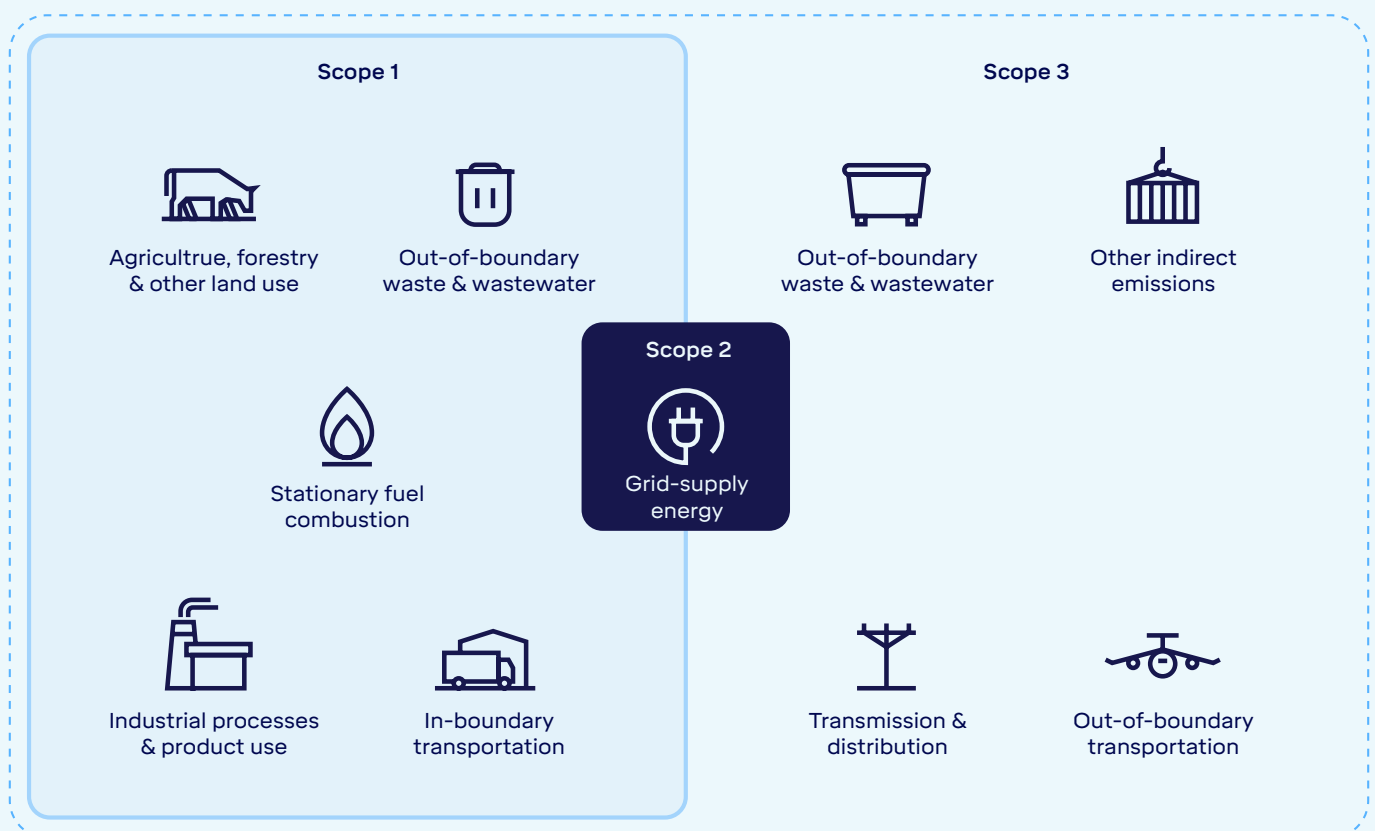 Scope 1
Agricultrue, forestry
& other land use
Out-of-boundary
waste & wastewater
Stationary fuel
combustion
Industrial processes
& product use
In-boundary
transportation
Scope 2
Grid-supply
energy
Scope 3
Out-of-boundary
waste & wastewater
Other indirect
emissions
Transmission &
distribution
Out-of-boundary
transportation